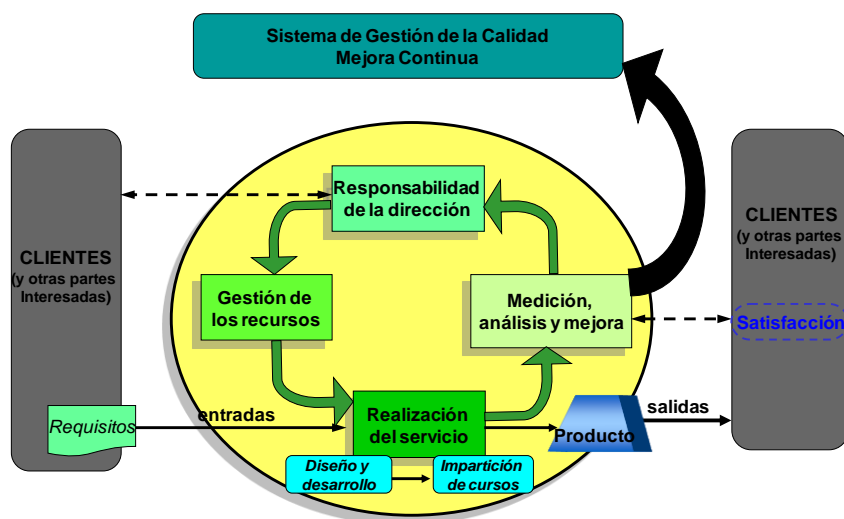 Sistema de Gestión de la Calidad
Mejora Continua
CLIENTES
(y otras partes
Interesadas)
Responsabilidad
de la dirección
Gestión de
los recursos
Medición,
análisis y mejora
CLIENTES
(y otras partes
Interesadas)
Satisfacción
Requisitos
entradas
Realización
del servicio
Producto
salidas
Diseño y
desarrollo
Impartición
de cursos